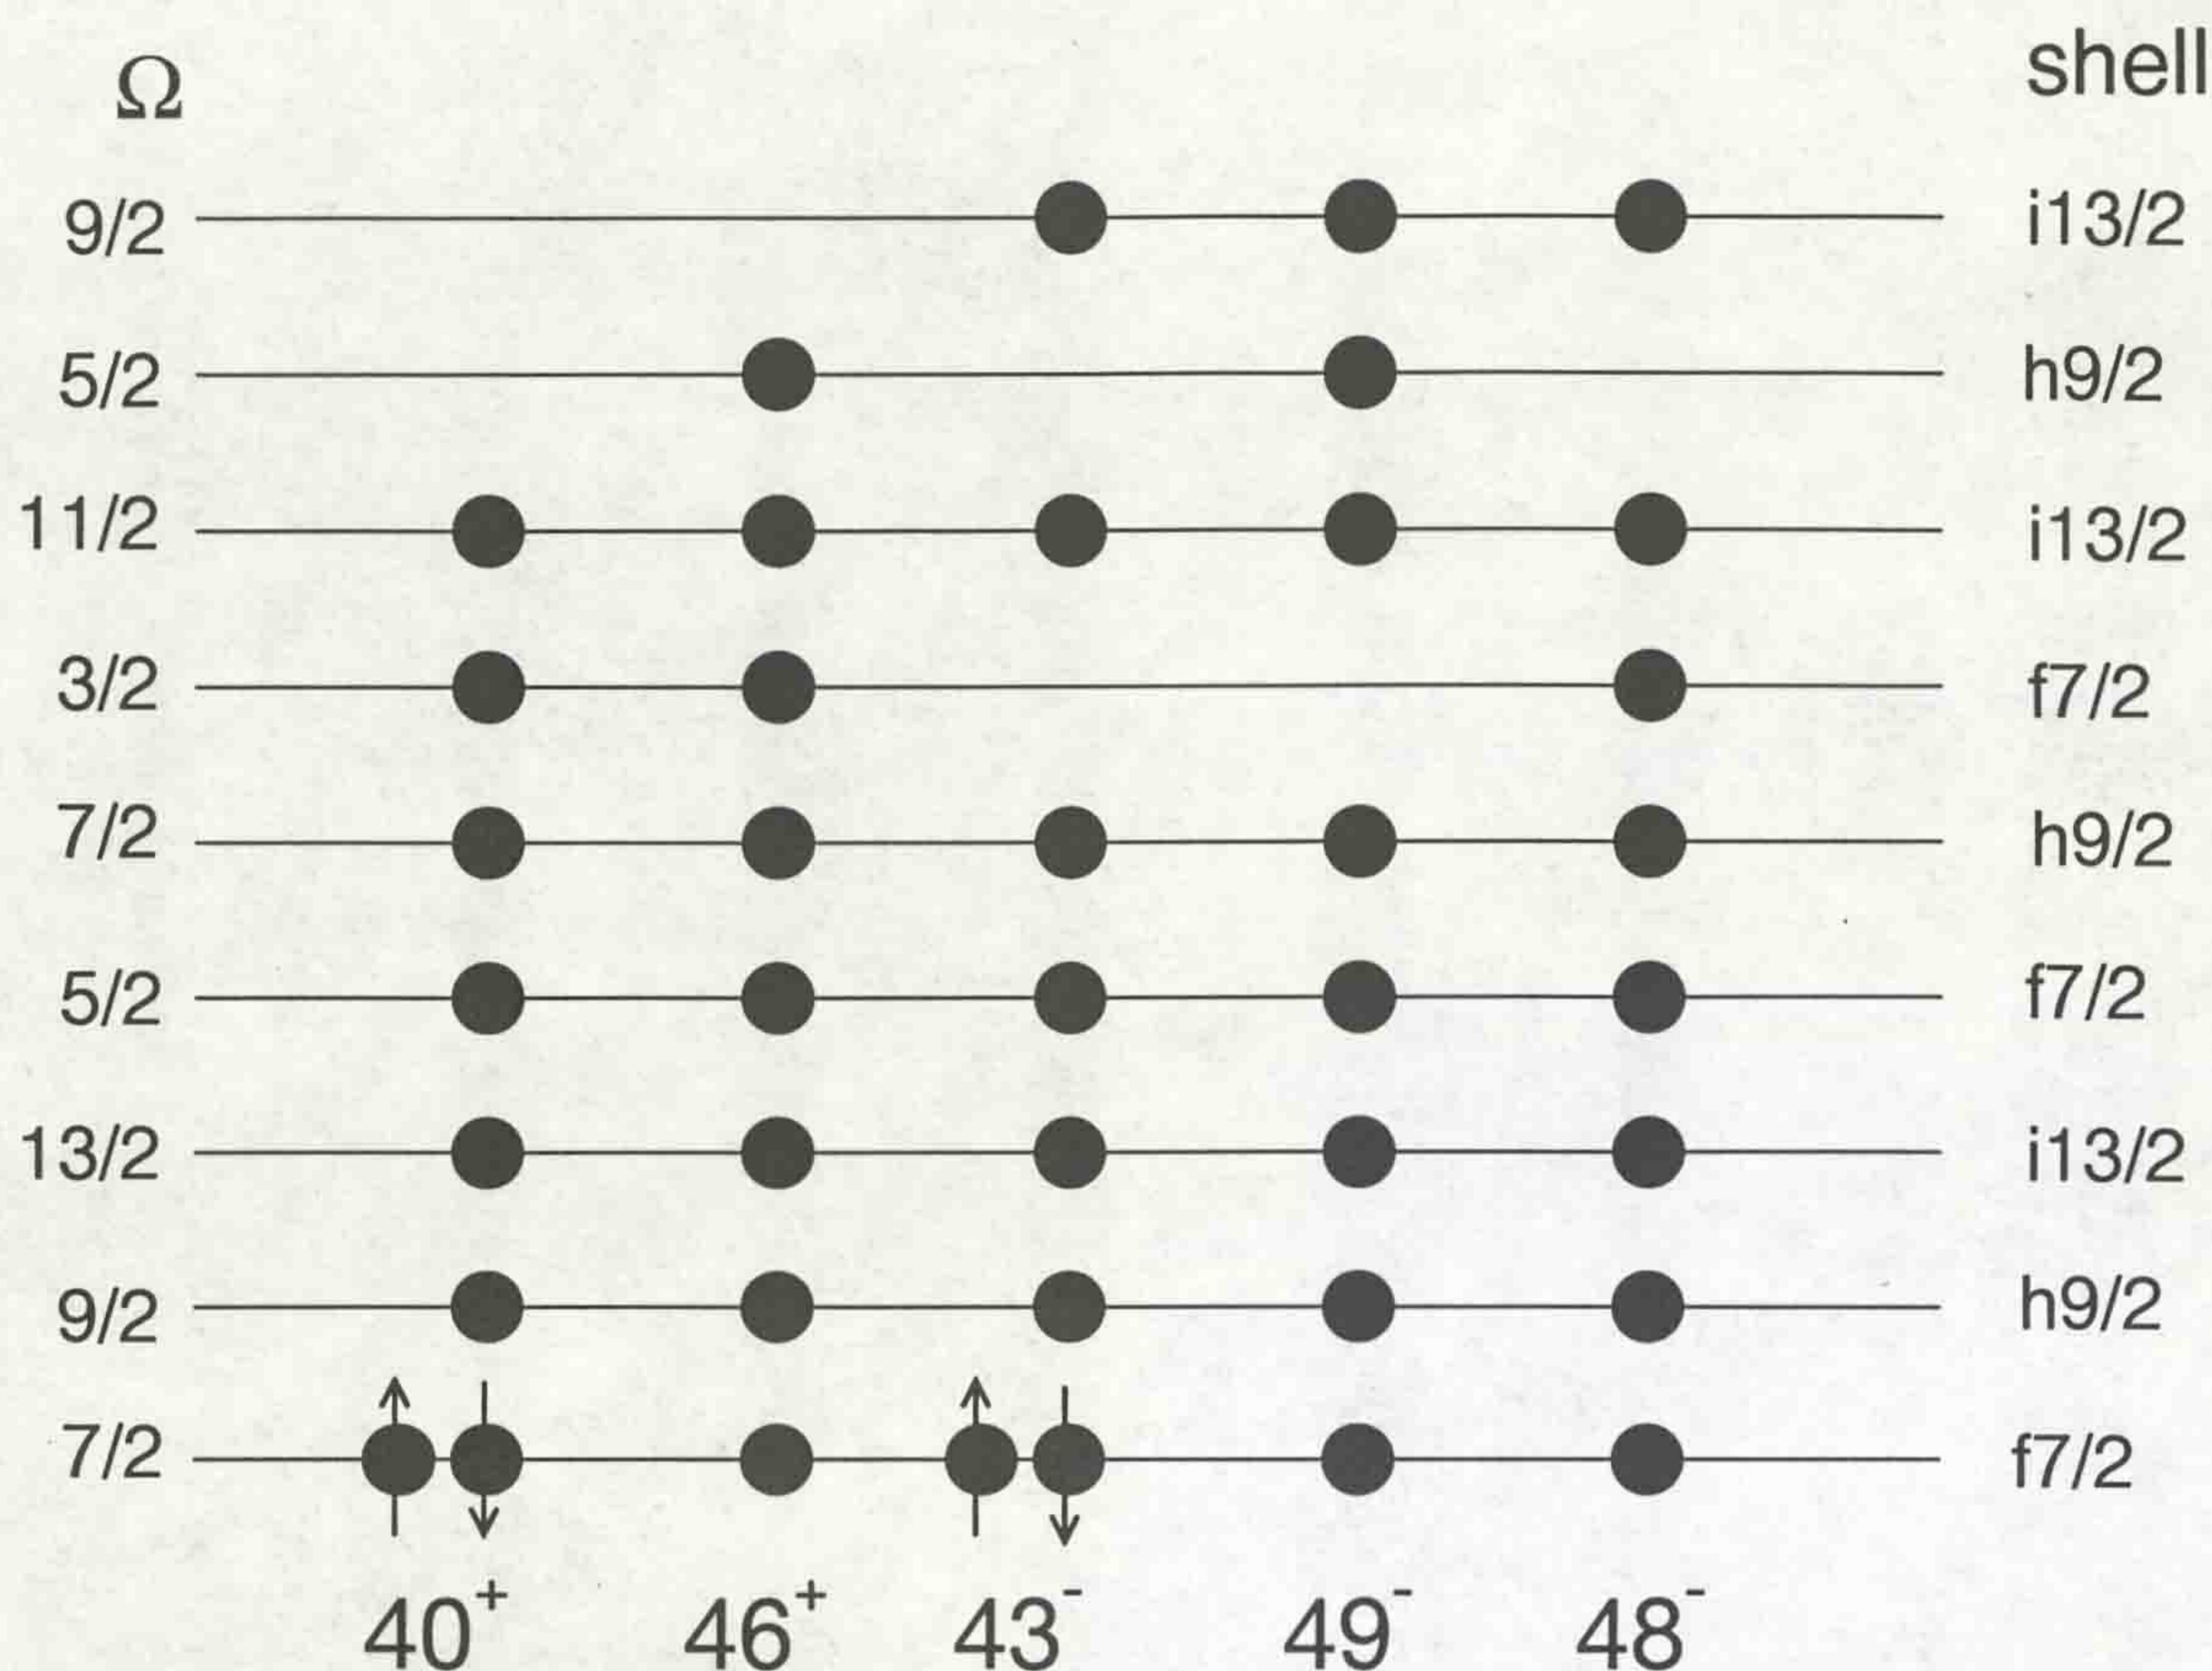 Ω shell
9/2 i13/2
5/2 h9/2
11/2 i13/2
3/2 f7/2
7/2 h9/2
5/2 f7/2
13/2 i13/2
9/2 h9/2
7/2 f7/2
40⁺ 46⁺ 43⁻ 49⁻ 48⁻